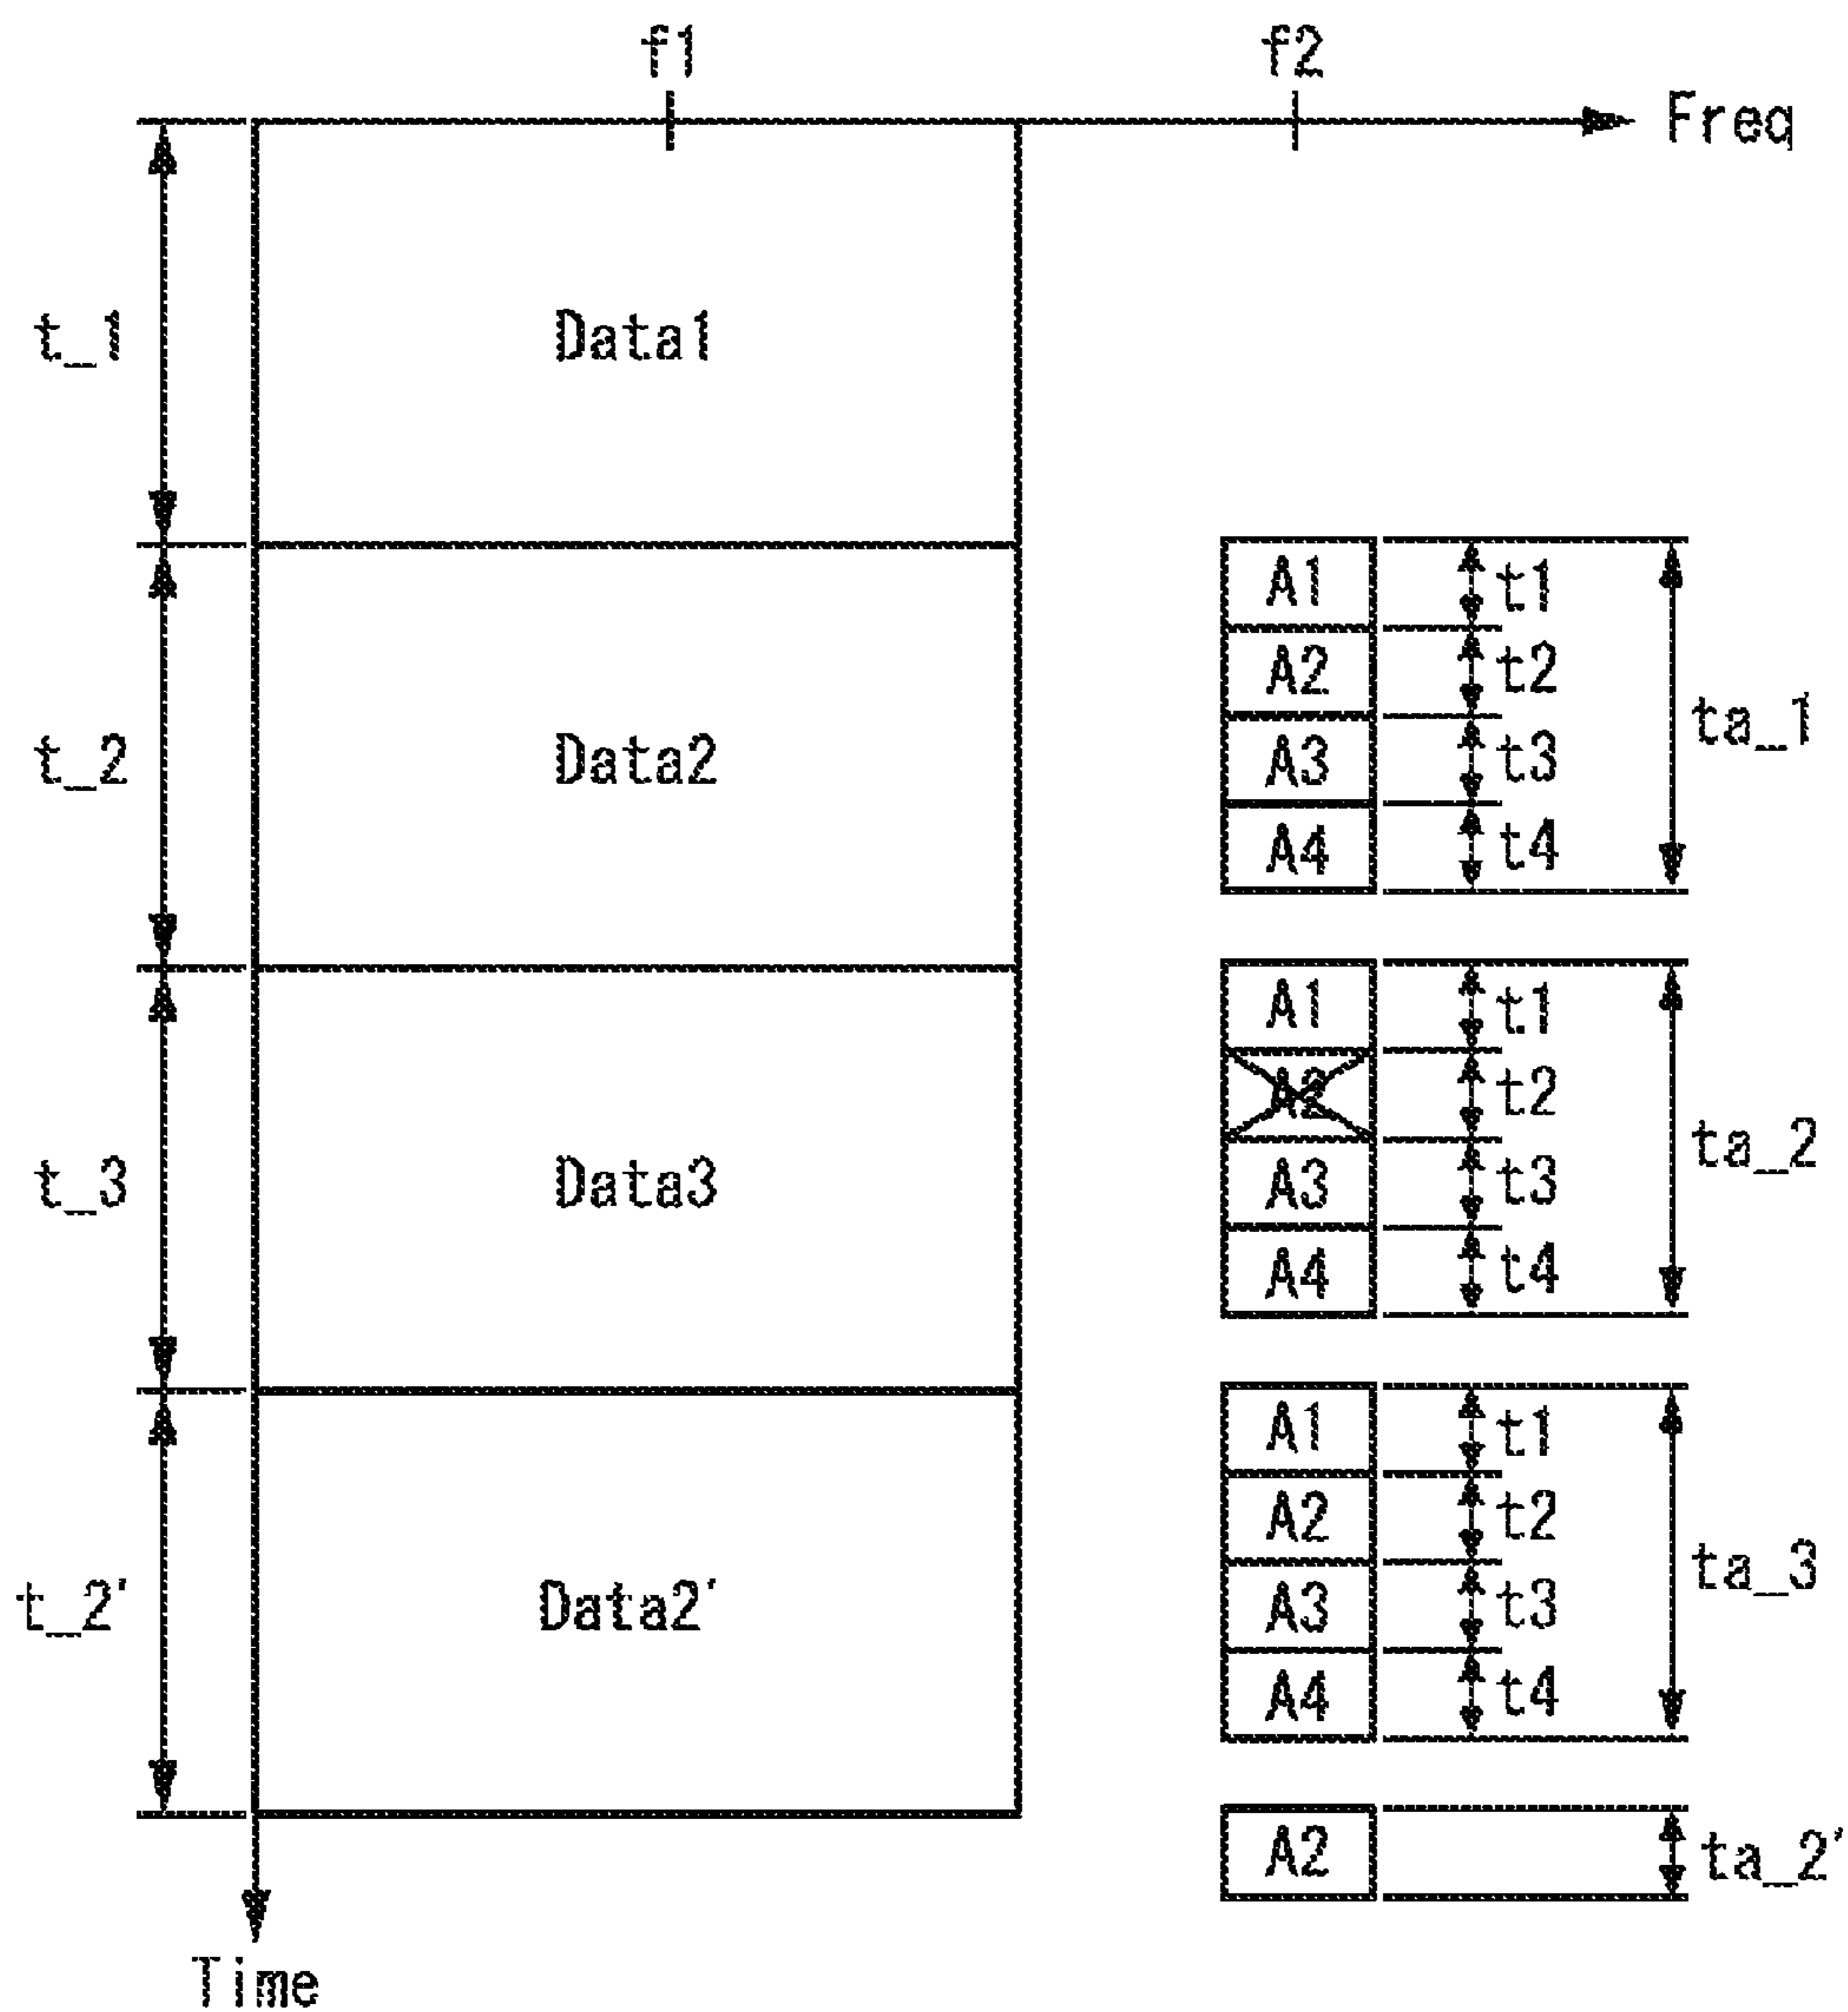 f1 f2
Freq
t_1 Data1
A1 t1
A2 t2
t_2 Data2 A3 t3 ta_1
A4 t4
A1 t1
A2 t2
t_3 Data3 A3 t3 ta_2
A4 t4
A1 t1
A2 t2
t_2' Data2' A3 t3 ta_3
A4 t4
A2 ta_2'
Time